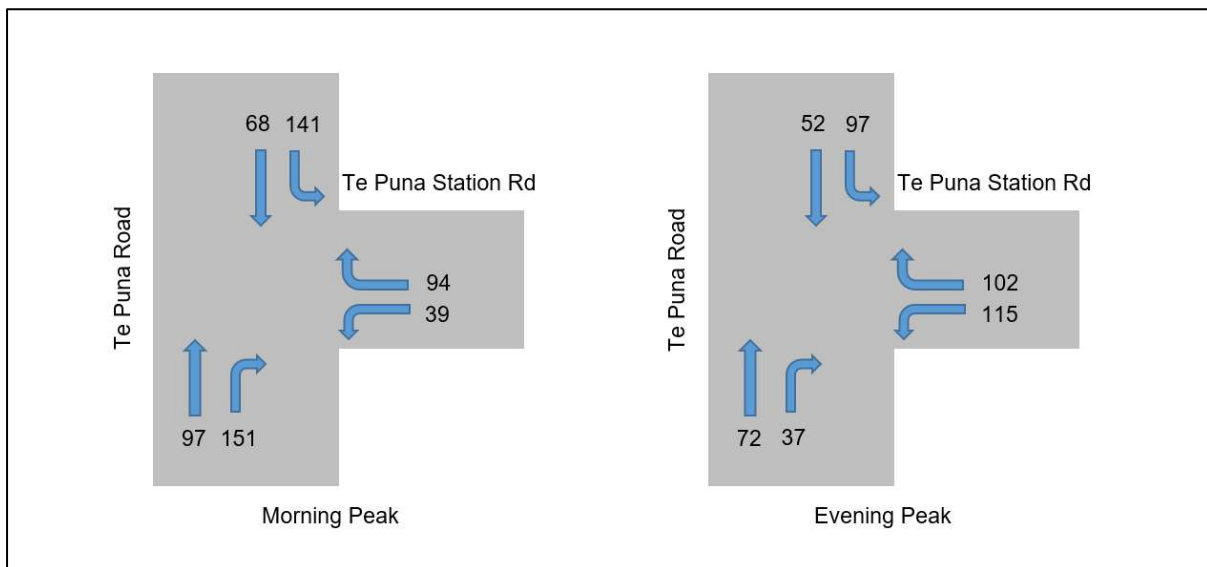 68 141
Te Puna Station Rd
Te Puna Road
94
39
97 151
Morning Peak
52 97
Te Puna Station Rd
Te Puna Road
102
115
72 37
Evening Peak